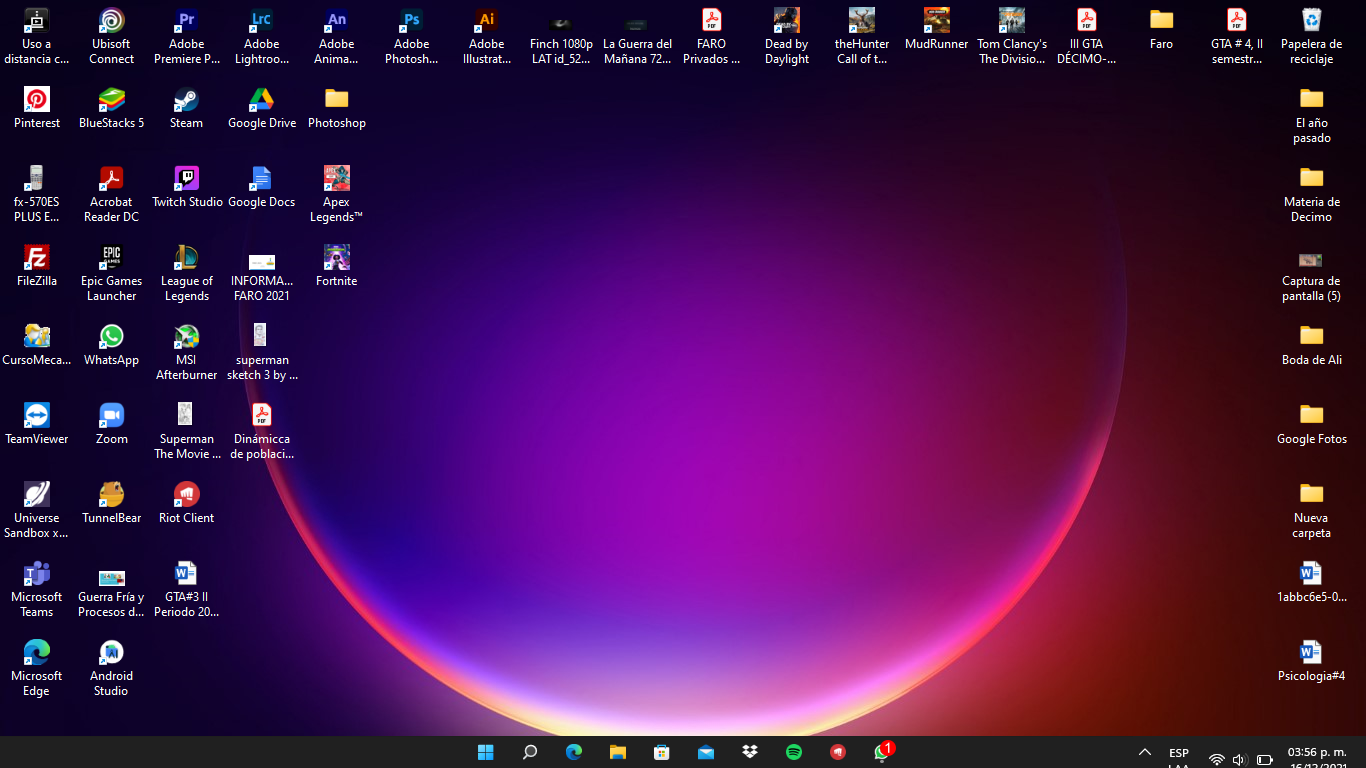 Uso a
distancia c...
Ubisoft
Connect
Adobe
Premiere P...
Adobe
Lightroo...
Adobe
Anima...
Adobe
Photosh...
Adobe
Illustrat...
Finch 1080p
LAT id_52...
La Guerra del
Mañana 72...
FARO
Privados ...
Dead by
Daylight
theHunter
Call of t...
MudRunner
Tom Clancy's
The Divisio...
III GTA
DÉCIMO-...
Faro
GTA # 4, II
semestr...
Papelera de
reciclaje
Pinterest
BlueStacks 5
Steam
Google Drive
Photoshop
El año
pasado
fx-570ES
PLUS E...
Acrobat
Reader DC
Twitch Studio
Google Docs
Apex
Legends™
Materia de
Decimo
FileZilla
Epic Games
Launcher
League of
Legends
INFORMA...
FARO 2021
Fortnite
Captura de
pantalla (5)
CursoMeca...
WhatsApp
MSI
Afterburner
superman
sketch 3 by ...
Boda de Ali
TeamViewer
Zoom
Superman
The Movie ...
Dinámicca
de poblaci...
Google Fotos
Universe
Sandbox x...
TunnelBear
Riot Client
Nueva
carpeta
Microsoft
Teams
Guerra Fría y
Procesos d...
GTA#3 II
Periodo 20...
1abbc6e5-0...
Microsoft
Edge
Android
Studio
Psicologia#4
1
ESP
LAA
03:56 p. m.
16/12/2021